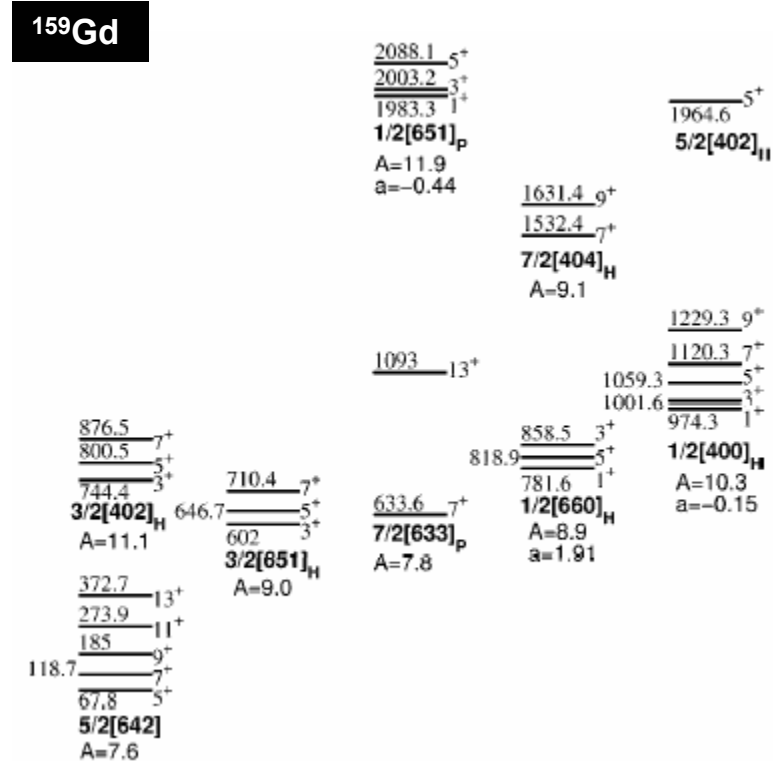 159Gd
2088.1 5+
2003.2 3+
1983.3 1+
1/2[651]P
A=11.9
a=−0.44
5+
1964.6
5/2[402]H
1631.4 9+
1532.4 7+
7/2[404]H
A=9.1
1093 13+
1229.3 9+
1120.3 7+
1059.3 5+
1001.6 3+
974.3 1+
1/2[400]H
A=10.3
a=−0.15
876.5 7+
800.5 5+
744.4 3+
3/2[402]H
A=11.1
710.4 7+
646.7 5+
602 3+
3/2[651]H
A=9.0
633.6 7+
7/2[633]P
A=7.8
858.5 3+
818.9 5+
781.6 1+
1/2[660]H
A=8.9
a=1.91
372.7 13+
273.9 11+
185 9+
118.7 7+
67.8 5+
5/2[642]
A=7.6